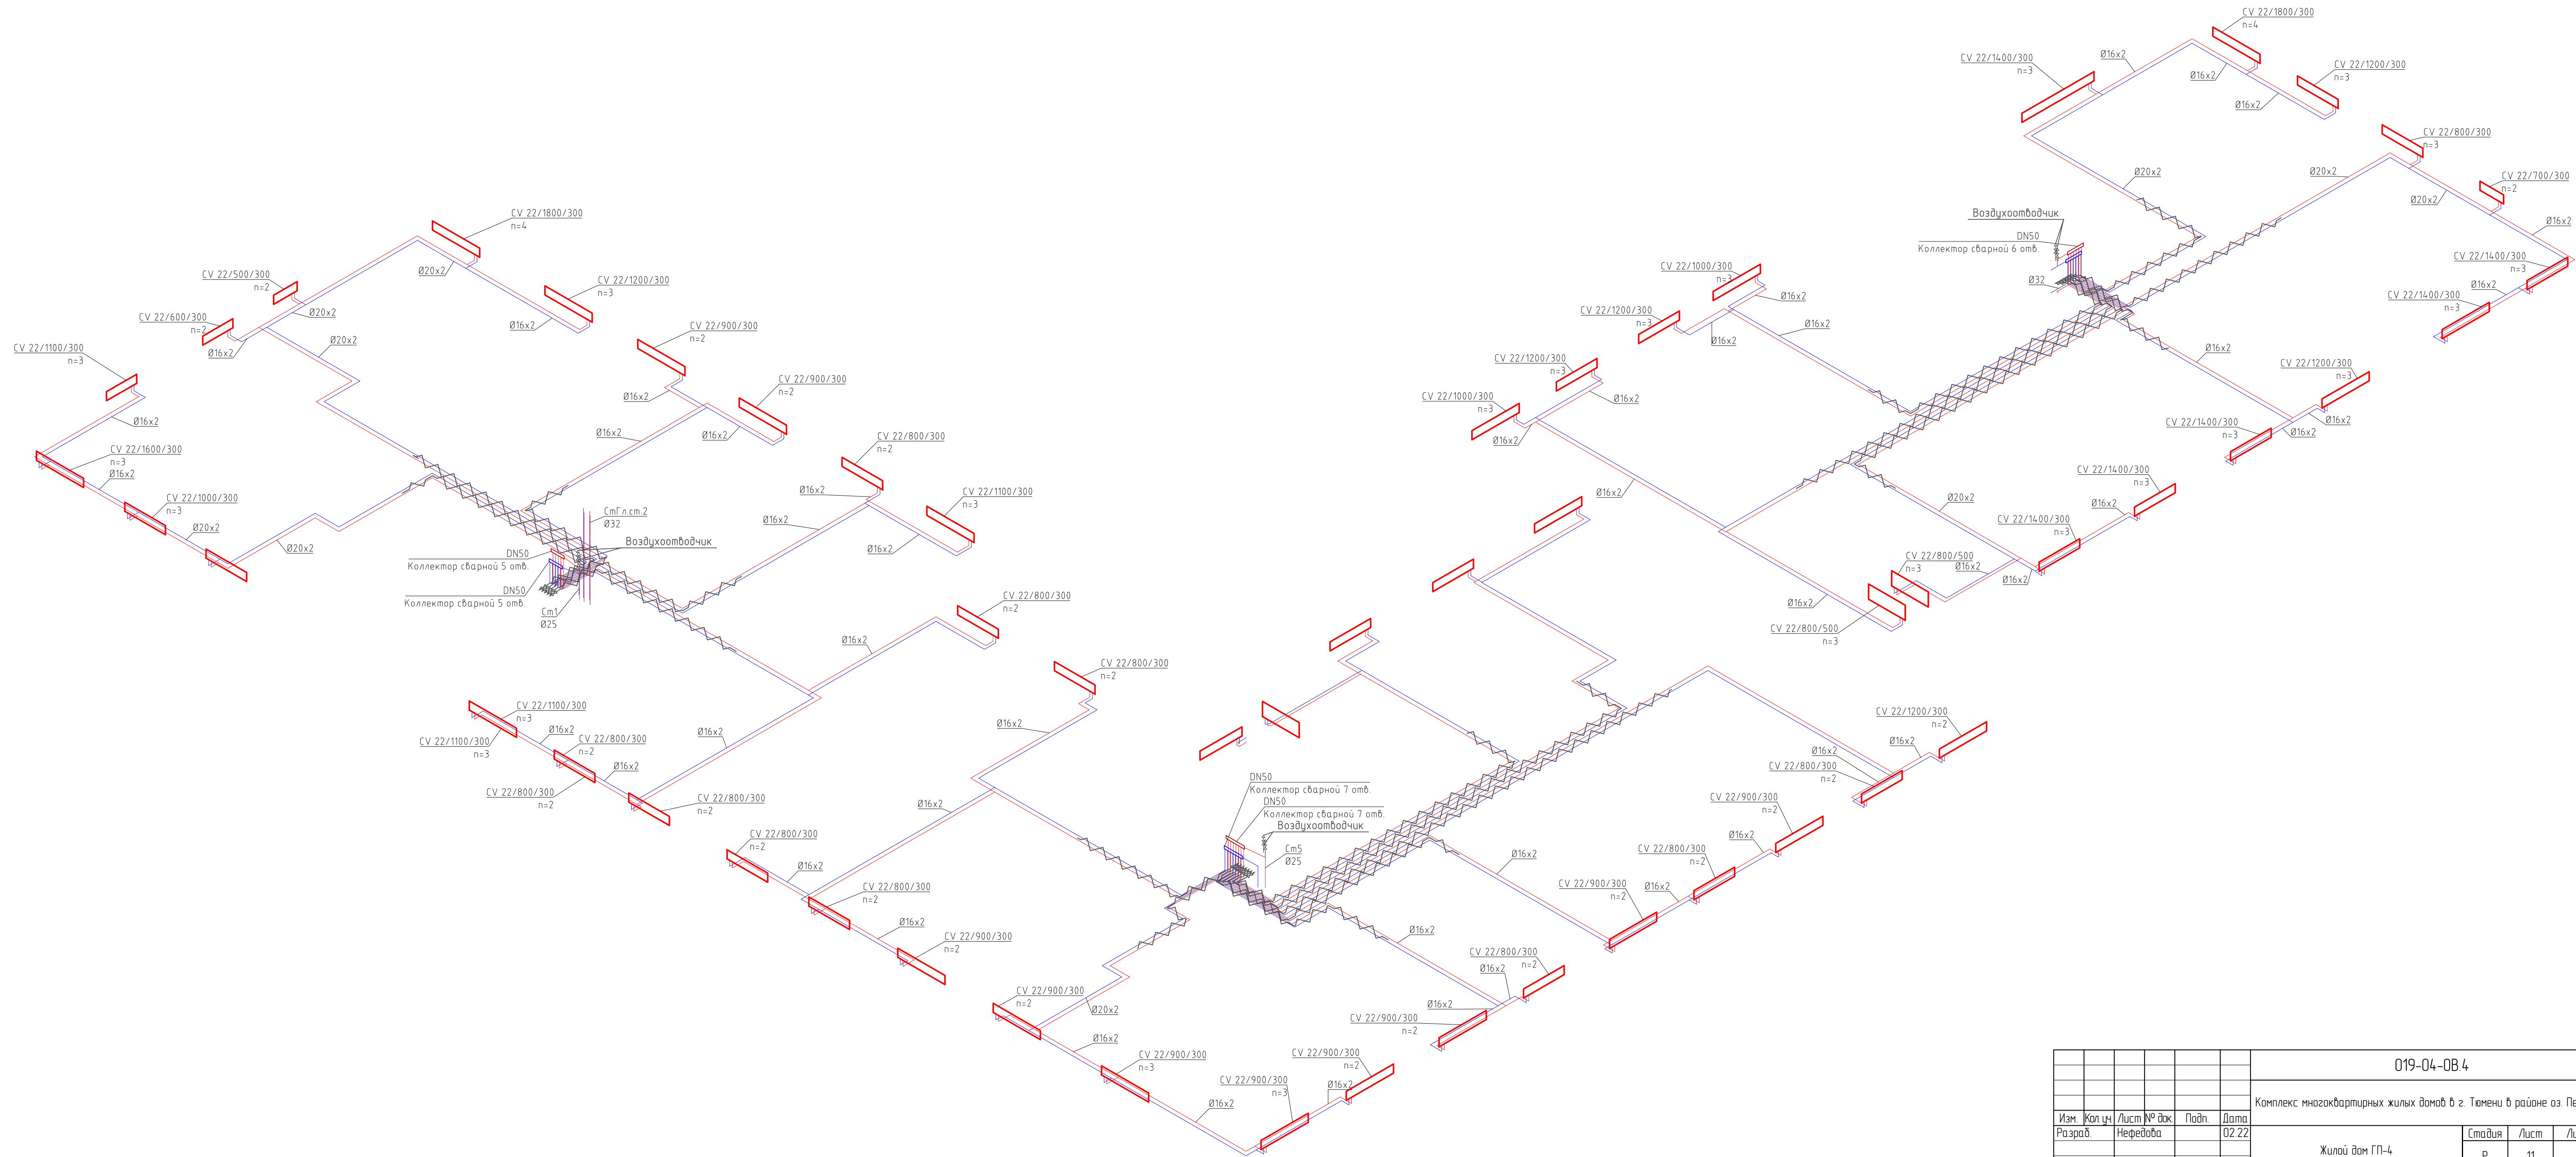 CV 22/1800/300
n=4
CV 22/1400/300
n=3
Ø16x2
Ø16x2
CV 22/1200/300
n=3
Ø16x2
CV 22/800/300
n=3
Ø20x2
Ø20x2
CV 22/700/300
n=2
Ø20x2
Ø16x2
Воздухоотводчик
DN50
Коллектор сварной 6 отв.
Ø32
CV 22/1400/300
n=3
Ø16x2
CV 22/1400/300
n=3
CV 22/1000/300
n=3
Ø16x2
CV 22/1200/300
n=3
Ø16x2
Ø16x2
CV 22/1200/300
n=3
CV 22/1000/300
n=3
Ø16x2
Ø16x2
Ø16x2
Ø16x2
CV 22/1200/300
n=3
Ø16x2
CV 22/1400/300
n=3
Ø16x2
CV 22/1400/300
n=3
Ø16x2
Ø20x2
CV 22/1400/300
n=3
CV 22/800/500
n=3
Ø16x2
Ø16x2
Ø16x2
CV 22/800/500
n=3
CV 22/1800/300
n=4
CV 22/500/300
n=2
Ø20x2
CV 22/1200/300
n=3
CV 22/600/300
n=2
Ø20x2
Ø16x2
Ø20x2
Ø16x2
CV 22/1100/300
n=3
CV 22/900/300
n=2
CV 22/900/300
n=2
Ø16x2
Ø16x2
Ø16x2
Ø16x2
CV 22/1600/300
n=3
Ø16x2
CV 22/1000/300
n=3
Ø20x2
Ø20x2
CV 22/800/300
n=2
Ø16x2
CV 22/1100/300
n=3
Ø16x2
Ø16x2
СтГл.ст.2
Ø32
Воздухоотводчик
DN50
Коллектор сварной 5 отв.
DN50
Коллектор сварной 5 отв.
Ст1
Ø25
CV 22/800/300
n=2
Ø16x2
CV 22/800/300
n=2
CV 22/1100/300
n=3
Ø16x2
CV 22/1100/300
n=3
CV 22/800/300
n=2
Ø16x2
Ø16x2
CV 22/800/300
n=2
CV 22/800/300
n=2
Ø16x2
Ø16x2
CV 22/800/300
n=2
Ø16x2
CV 22/800/300
n=2
Ø16x2
CV 22/900/300
n=2
DN50
Коллектор сварной 7 отв.
DN50
Коллектор сварной 7 отв.
Воздухоотводчик
Ст5
Ø25
CV 22/1200/300
n=2
Ø16x2
Ø16x2
CV 22/800/300
n=2
CV 22/900/300
n=2
Ø16x2
CV 22/800/300
n=2
Ø16x2
Ø16x2
CV 22/900/300
n=2
Ø16x2
CV 22/800/300
n=2
Ø16x2
Ø16x2
CV 22/900/300
n=2
CV 22/900/300
n=2
Ø20x2
Ø16x2
CV 22/900/300
n=3
Ø16x2
CV 22/900/300
n=2
CV 22/900/300
n=3
Ø16x2
019-04-ОВ.4
Комплекс многоквартирных жилых домов в г. Тюмени в районе оз. Пе
Изм. Кол.уч Лист № док. Подп. Дата
Разраб. Нефедова 02.22
Жилой дом ГП-4
Стадия Лист
Р 11